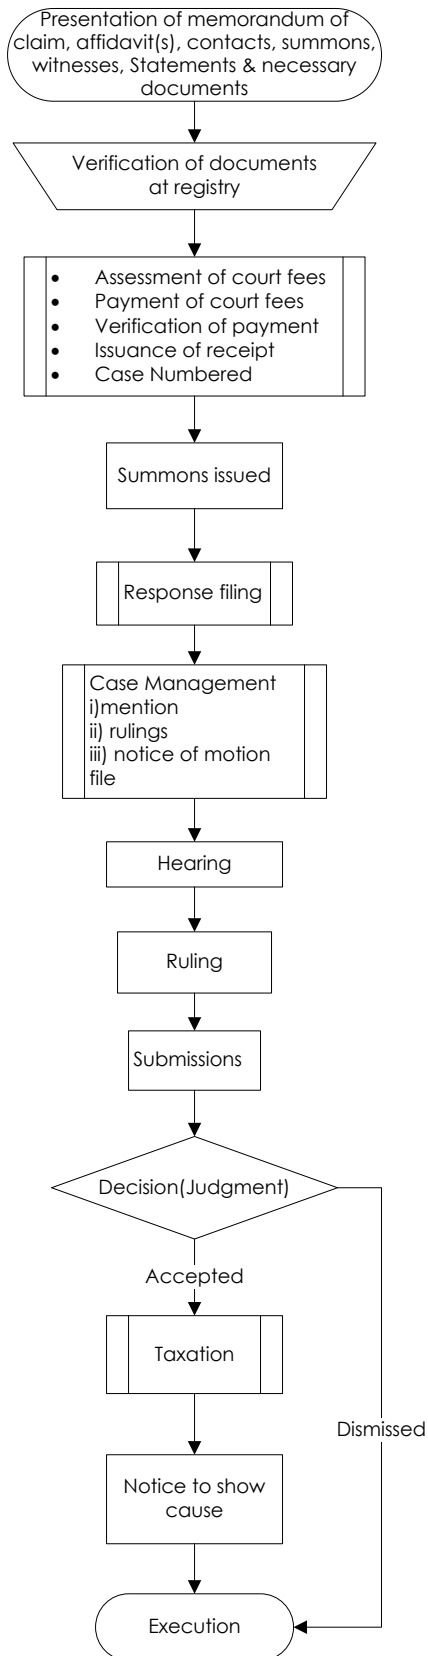 Presentation of memorandum of
claim, affidavit(s), contacts, summons,
witnesses, Statements & necessary
documents
Verification of documents
at registry
• Assessment of court fees
• Payment of court fees
• Verification of payment
• Issuance of receipt
• Case Numbered
Summons issued
Response filing
Case Management
i)mention
ii) rulings
iii) notice of motion
file
Hearing
Ruling
Submissions
Decision(Judgment)
Accepted
Taxation
Dismissed
Notice to show
cause
Execution